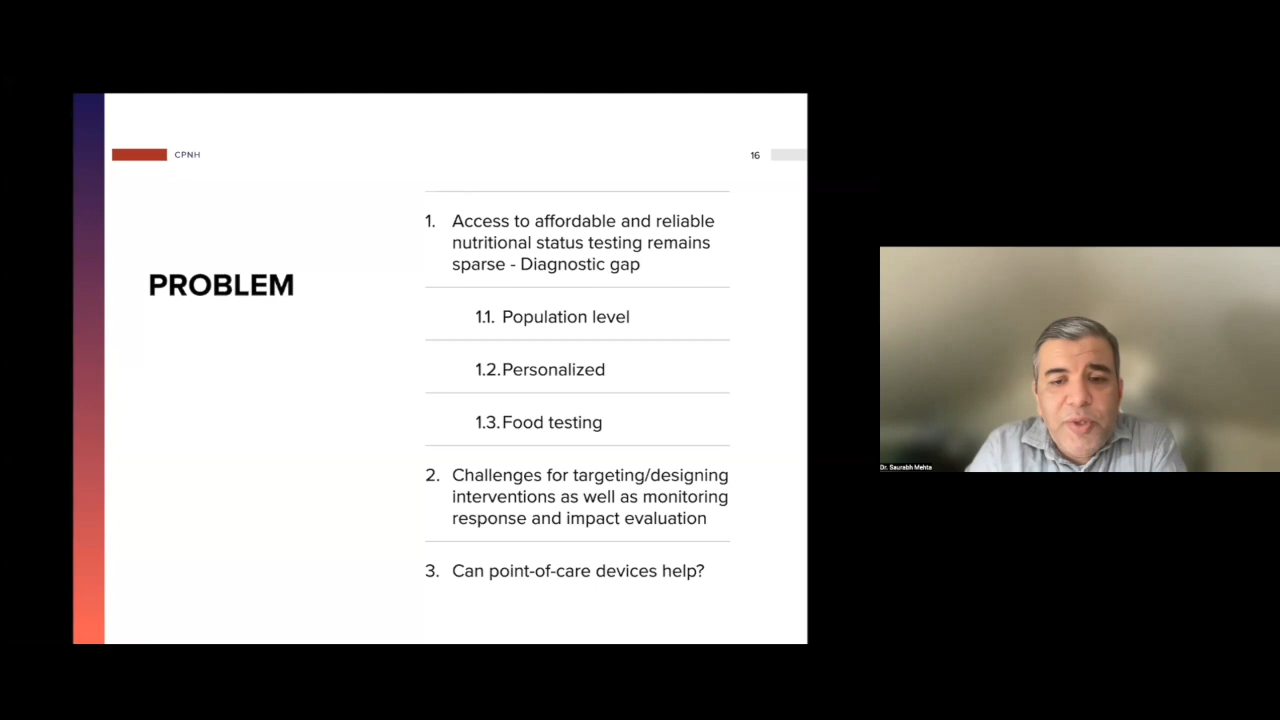 CPNH
16
PROBLEM
1. Access to affordable and reliable
nutritional status testing remains
sparse - Diagnostic gap
1.1. Population level
1.2. Personalized
1.3. Food testing
2. Challenges for targeting/designing
interventions as well as monitoring
response and impact evaluation
3. Can point-of-care devices help?
Dr. Saurabh Mehta